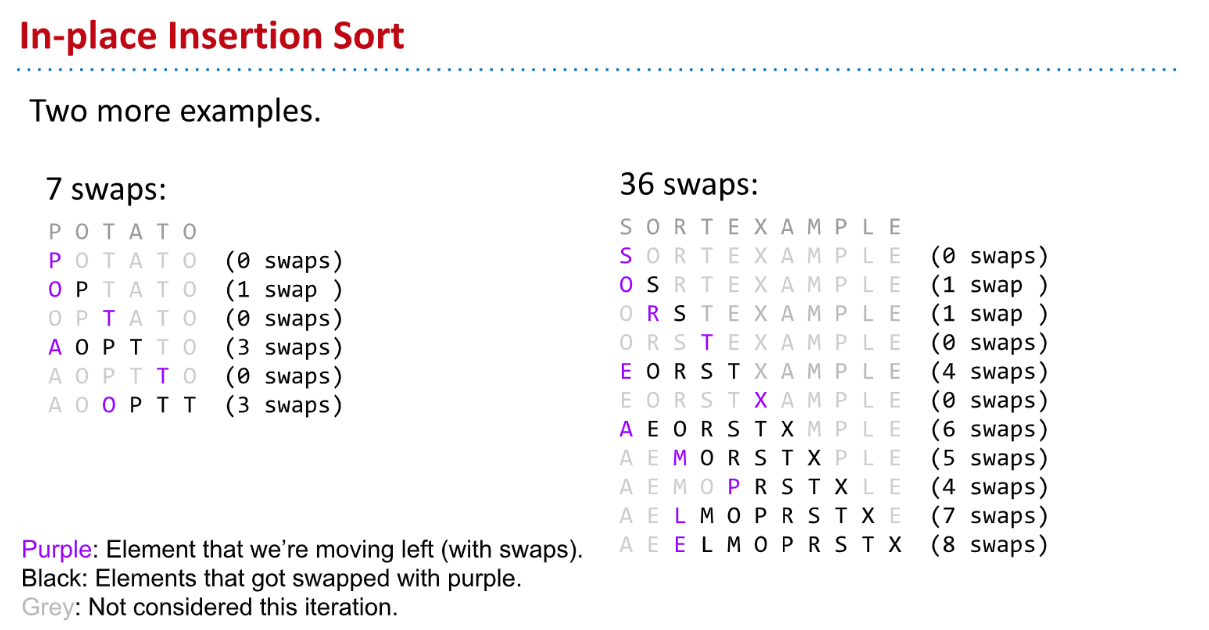 In-place Insertion Sort
Two more examples.
7 swaps:
P O T A T O
P O T A T O (0 swaps)
O P T A T O (1 swap )
O P T A T O (0 swaps)
A O P T T O (3 swaps)
A O P T T O (0 swaps)
A O O P T T (3 swaps)
36 swaps:
S O R T E X A M P L E
S O R T E X A M P L E (0 swaps)
O S R T E X A M P L E (1 swap )
O R S T E X A M P L E (1 swap )
O R S T E X A M P L E (0 swaps)
E O R S T X A M P L E (4 swaps)
E O R S T X A M P L E (0 swaps)
A E O R S T X M P L E (6 swaps)
A E M O R S T X P L E (5 swaps)
A E M O P R S T X L E (4 swaps)
A E L M O P R S T X E (7 swaps)
A E E L M O P R S T X (8 swaps)
Purple: Element that we’re moving left (with swaps).
Black: Elements that got swapped with purple.
Grey: Not considered this iteration.